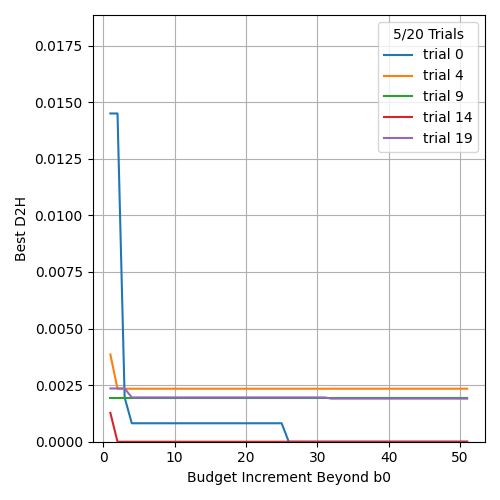 5/20 Trials
trial 0
trial 4
trial 9
trial 14
trial 19
Best D2H
0.0175
0.0150
0.0125
0.0100
0.0075
0.0050
0.0025
0.0000
0 10 20 30 40 50
Budget Increment Beyond b0